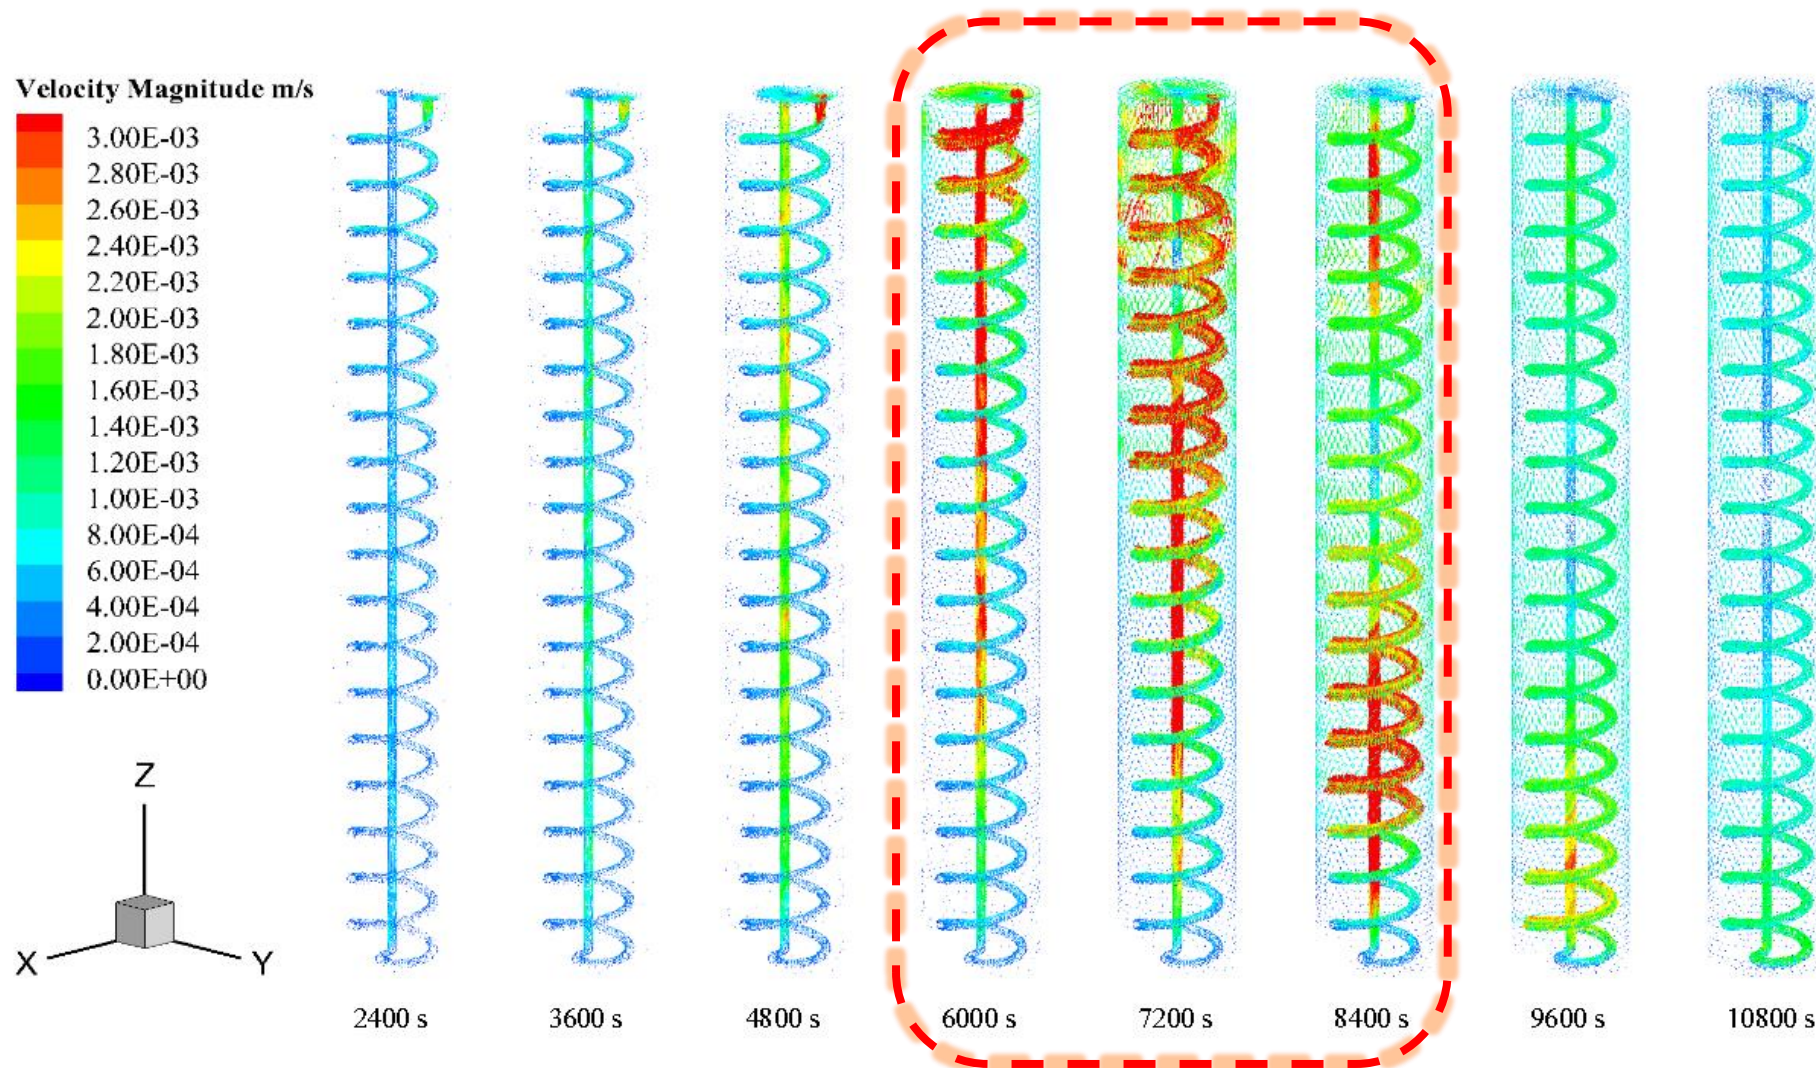 Velocity Magnitude m/s
3.00E-03
2.80E-03
2.60E-03
2.40E-03
2.20E-03
2.00E-03
1.80E-03
1.60E-03
1.40E-03
1.20E-03
1.00E-03
8.00E-04
6.00E-04
4.00E-04
2.00E-04
0.00E+00
Z
X
Y
2400 s
3600 s
4800 s
6000 s
7200 s
8400 s
9600 s
10800 s